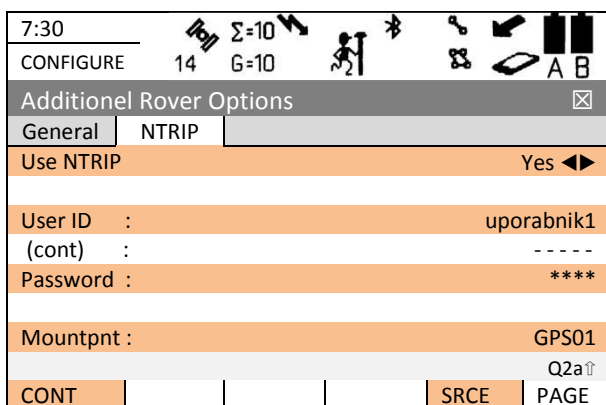 7:30 Σ=10
CONFIGURE 14 G=10 A B
Additionel Rover Options
General NTRIP
Use NTRIP Yes
User ID : uporabnik1
(cont) : - - - - -
Password : ****
Mountpnt : GPS01
Q2a⇧
CONT SRCE PAGE